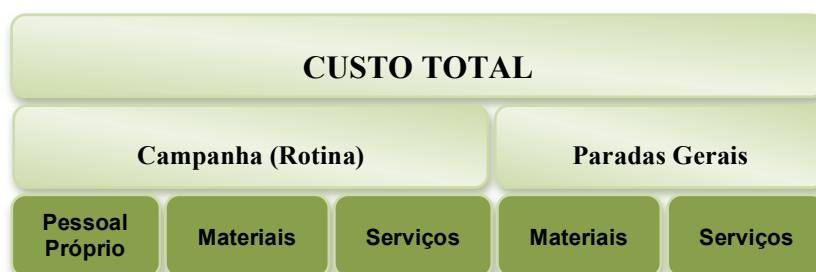 CUSTO TOTAL
Campanha (Rotina)
Paradas Gerais
Pessoal
Próprio
Materiais
Serviços
Materiais
Serviços